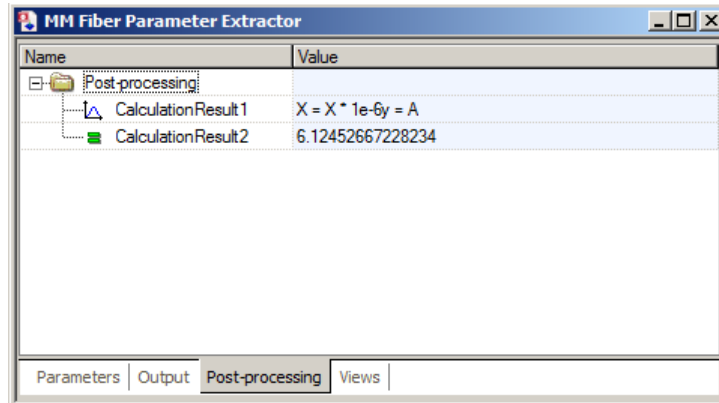 MM Fiber Parameter Extractor
Name Value
Post-processing
CalculationResult1 X = X * 1e-6y = A
CalculationResult2 6.12452667228234
Parameters Output Post-processing Views